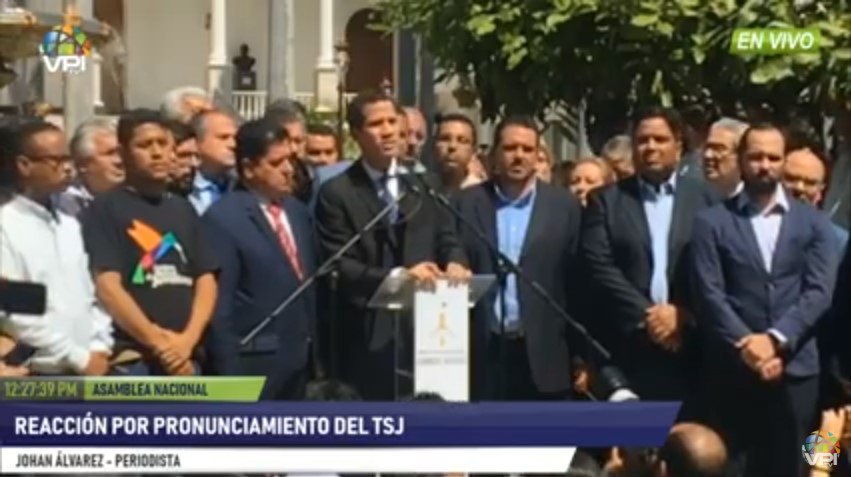 VPI
EN VIVO
12:27:39 PM ASAMBLEA NACIONAL
REACCIÓN POR PRONUNCIAMIENTO DEL TSJ
JOHAN ÁLVAREZ - PERIODISTA
VPI